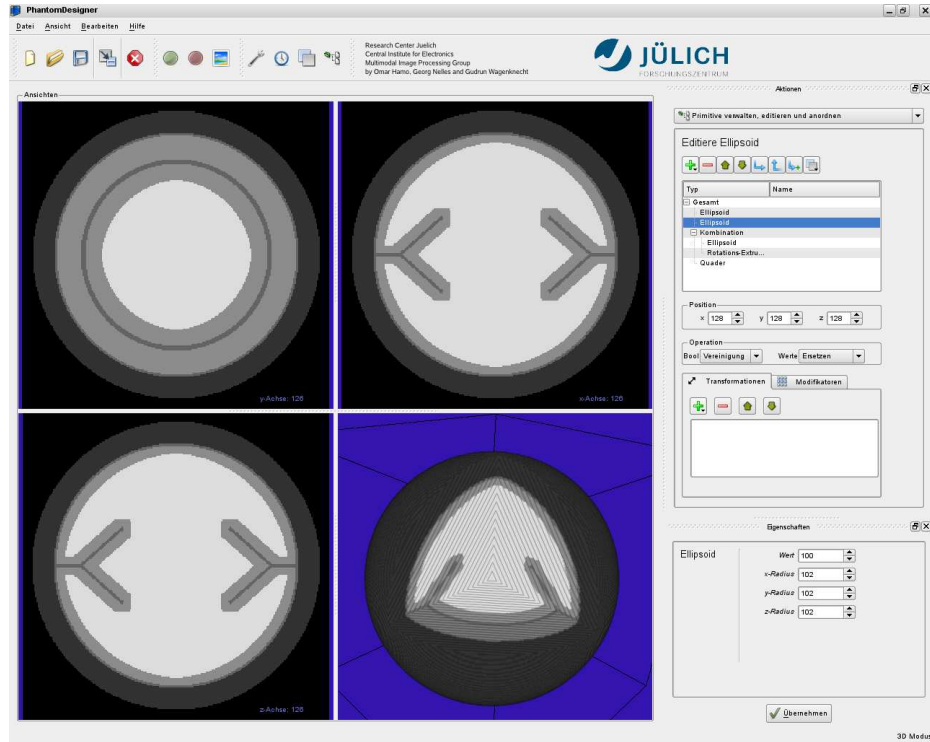 PhantomDesigner
Datei Ansicht Bearbeiten Hilfe
Research Center Juelich
Central Institute for Electronics
Multimodal Image Processing Group
by Omar Hamo, Georg Nelles and Gudrun Wagenknecht
JÜLICH
FORSCHUNGSZENTRUM
Ansichten
y-Achse: 126
x-Achse: 126
z-Achse: 126
Aktionen
Primitive verwalten, editieren und anordnen
Editiere Ellipsoid
Typ Name
Gesamt
Ellipsoid
Ellipsoid
Kombination
Ellipsoid
Rotations-Extru...
Quader
Position
x 128 y 128 z 128
Operation
Bool Vereinigung Werte Ersetzen
Transformationen Modifikatoren
Eigenschaften
Ellipsoid
Wert 100
x-Radius 102
y-Radius 102
z-Radius 102
Übernehmen
3D Modus